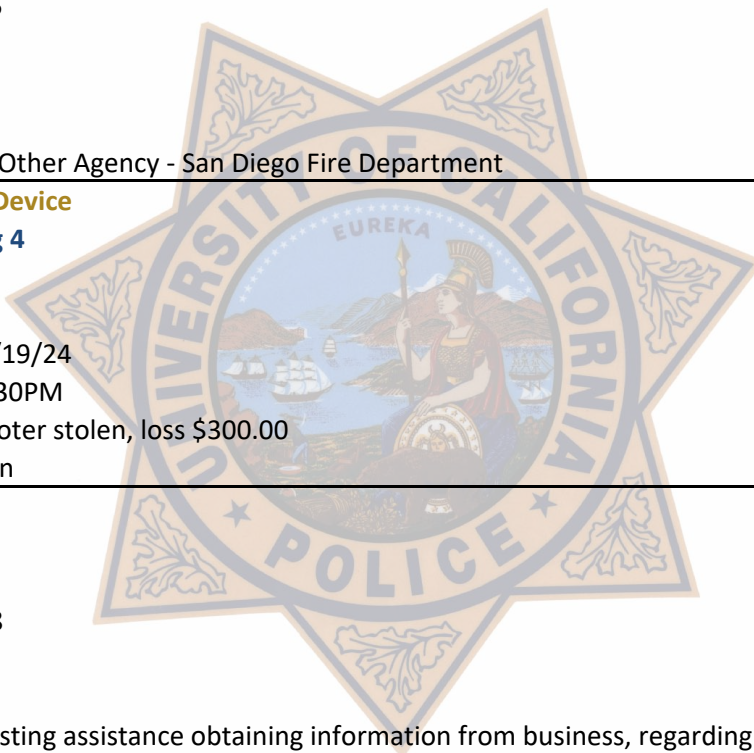 Other Agency - San Diego Fire Department
Device
g 4
/19/24
30PM
oter stolen, loss $300.00
n
3
sting assistance obtaining information from business, regarding
UNIVERSITY OF CALIFORNIA
EUREKA
POLICE